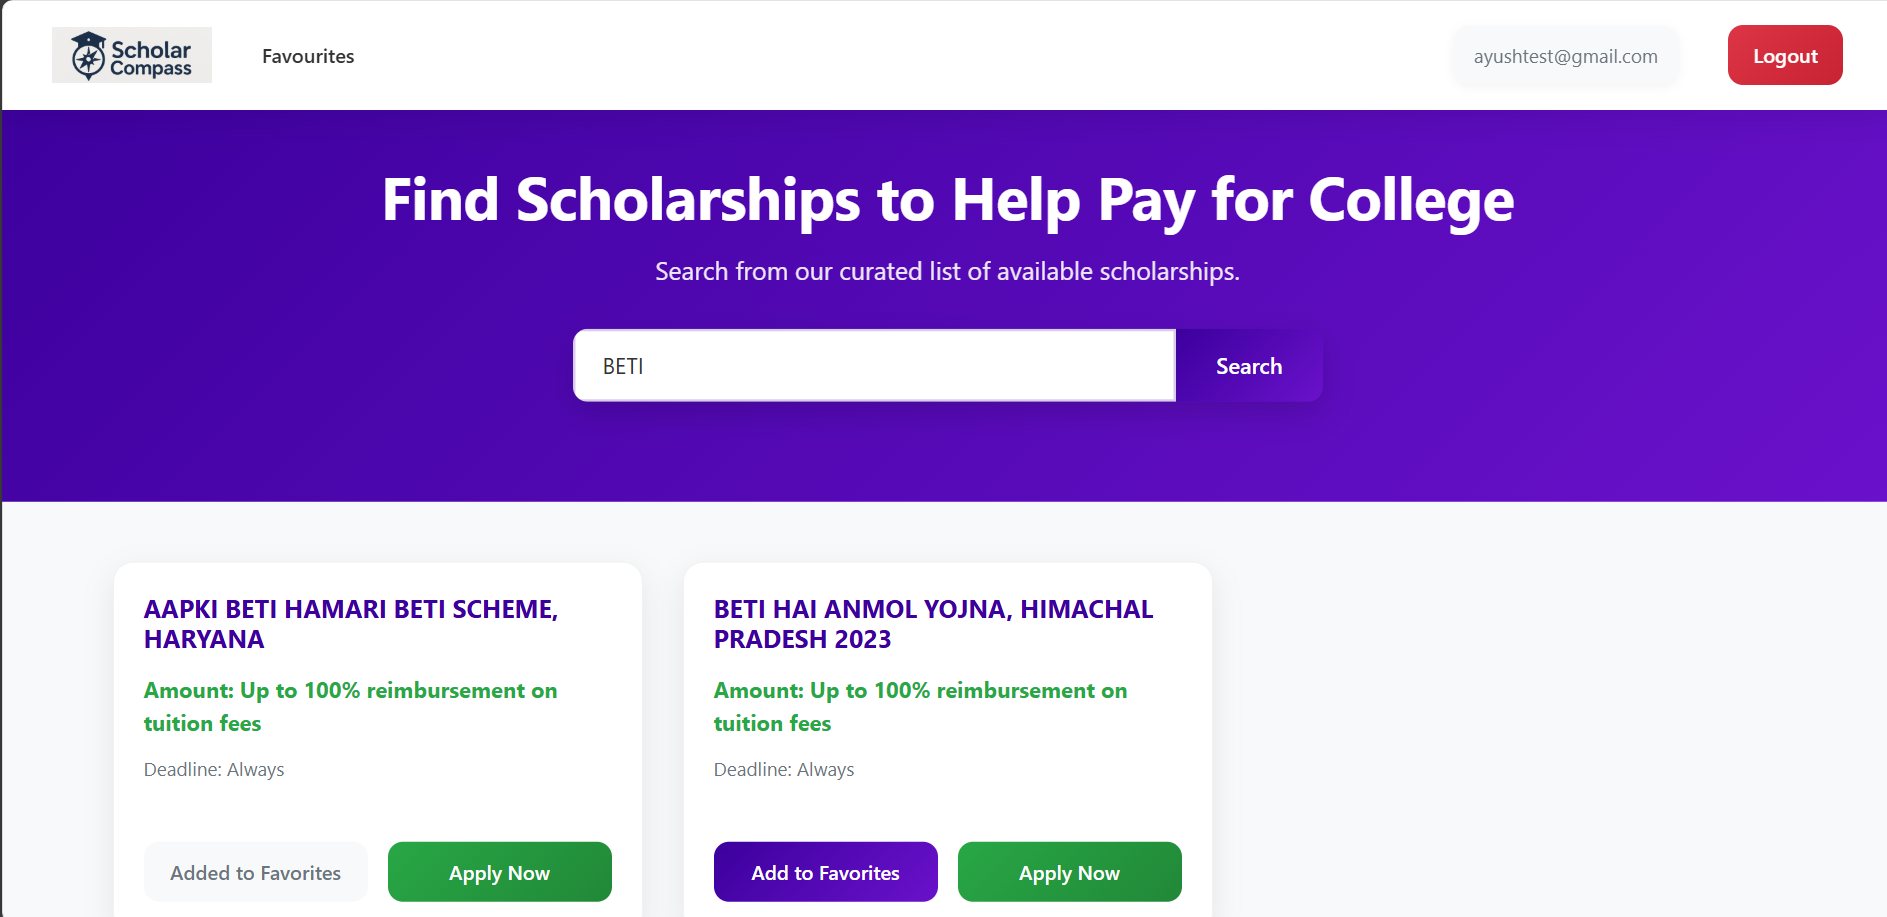 Scholar
Compass
Favourites
ayushtest@gmail.com
Logout
Find Scholarships to Help Pay for College
Search from our curated list of available scholarships.
BETI
Search
AAPKI BETI HAMARI BETI SCHEME,
HARYANA
Amount: Up to 100% reimbursement on
tuition fees
Deadline: Always
Added to Favorites
Apply Now
BETI HAI ANMOL YOJNA, HIMACHAL
PRADESH 2023
Amount: Up to 100% reimbursement on
tuition fees
Deadline: Always
Add to Favorites
Apply Now